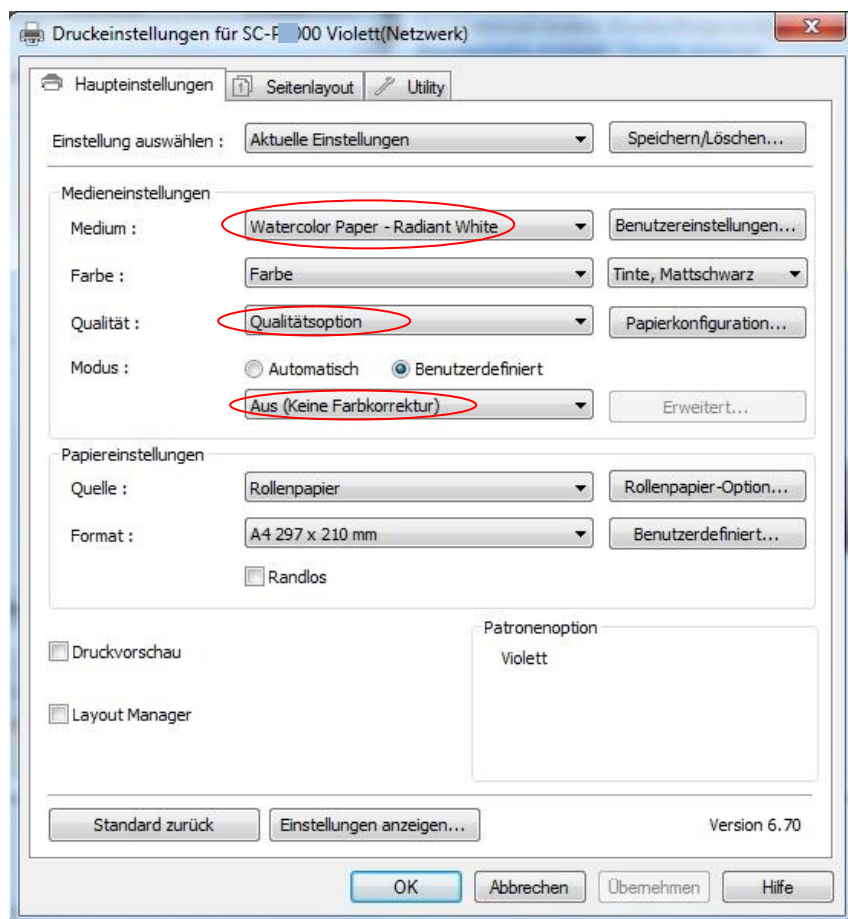 Druckeinstellungen für SC-P 000 Violett(Netzwerk)
Haupteinstellungen Seitenlayout Utility
Einstellung auswählen : Aktuelle Einstellungen Speichern/Löschen...
Medieneinstellungen
Medium : Watercolor Paper - Radiant White Benutzereinstellungen...
Farbe : Farbe Tinte, Mattschwarz
Qualität : Qualitätsoption Papierkonfiguration...
Modus : Automatisch Benutzerdefiniert
Aus (Keine Farbkorrektur) Erweitert...
Papiereinstellungen
Quelle : Rollenpapier Rollenpapier-Option...
Format : A4 297 x 210 mm Benutzerdefiniert...
Randlos
Patronenoption
Druckvorschau Violett
Layout Manager
Standard zurück Einstellungen anzeigen... Version 6.70
OK Abbrechen Übernehmen Hilfe